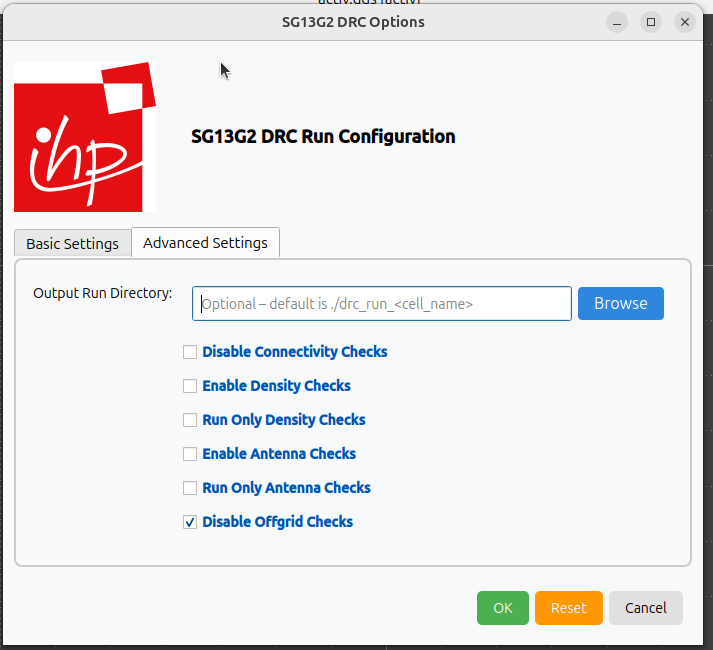 SG13G2 DRC Options
ihp
SG13G2 DRC Run Configuration
Basic Settings
Advanced Settings
Output Run Directory:
Optional – default is ./drc_run_<cell_name>
Browse
Disable Connectivity Checks
Enable Density Checks
Run Only Density Checks
Enable Antenna Checks
Run Only Antenna Checks
Disable Offgrid Checks
OK
Reset
Cancel